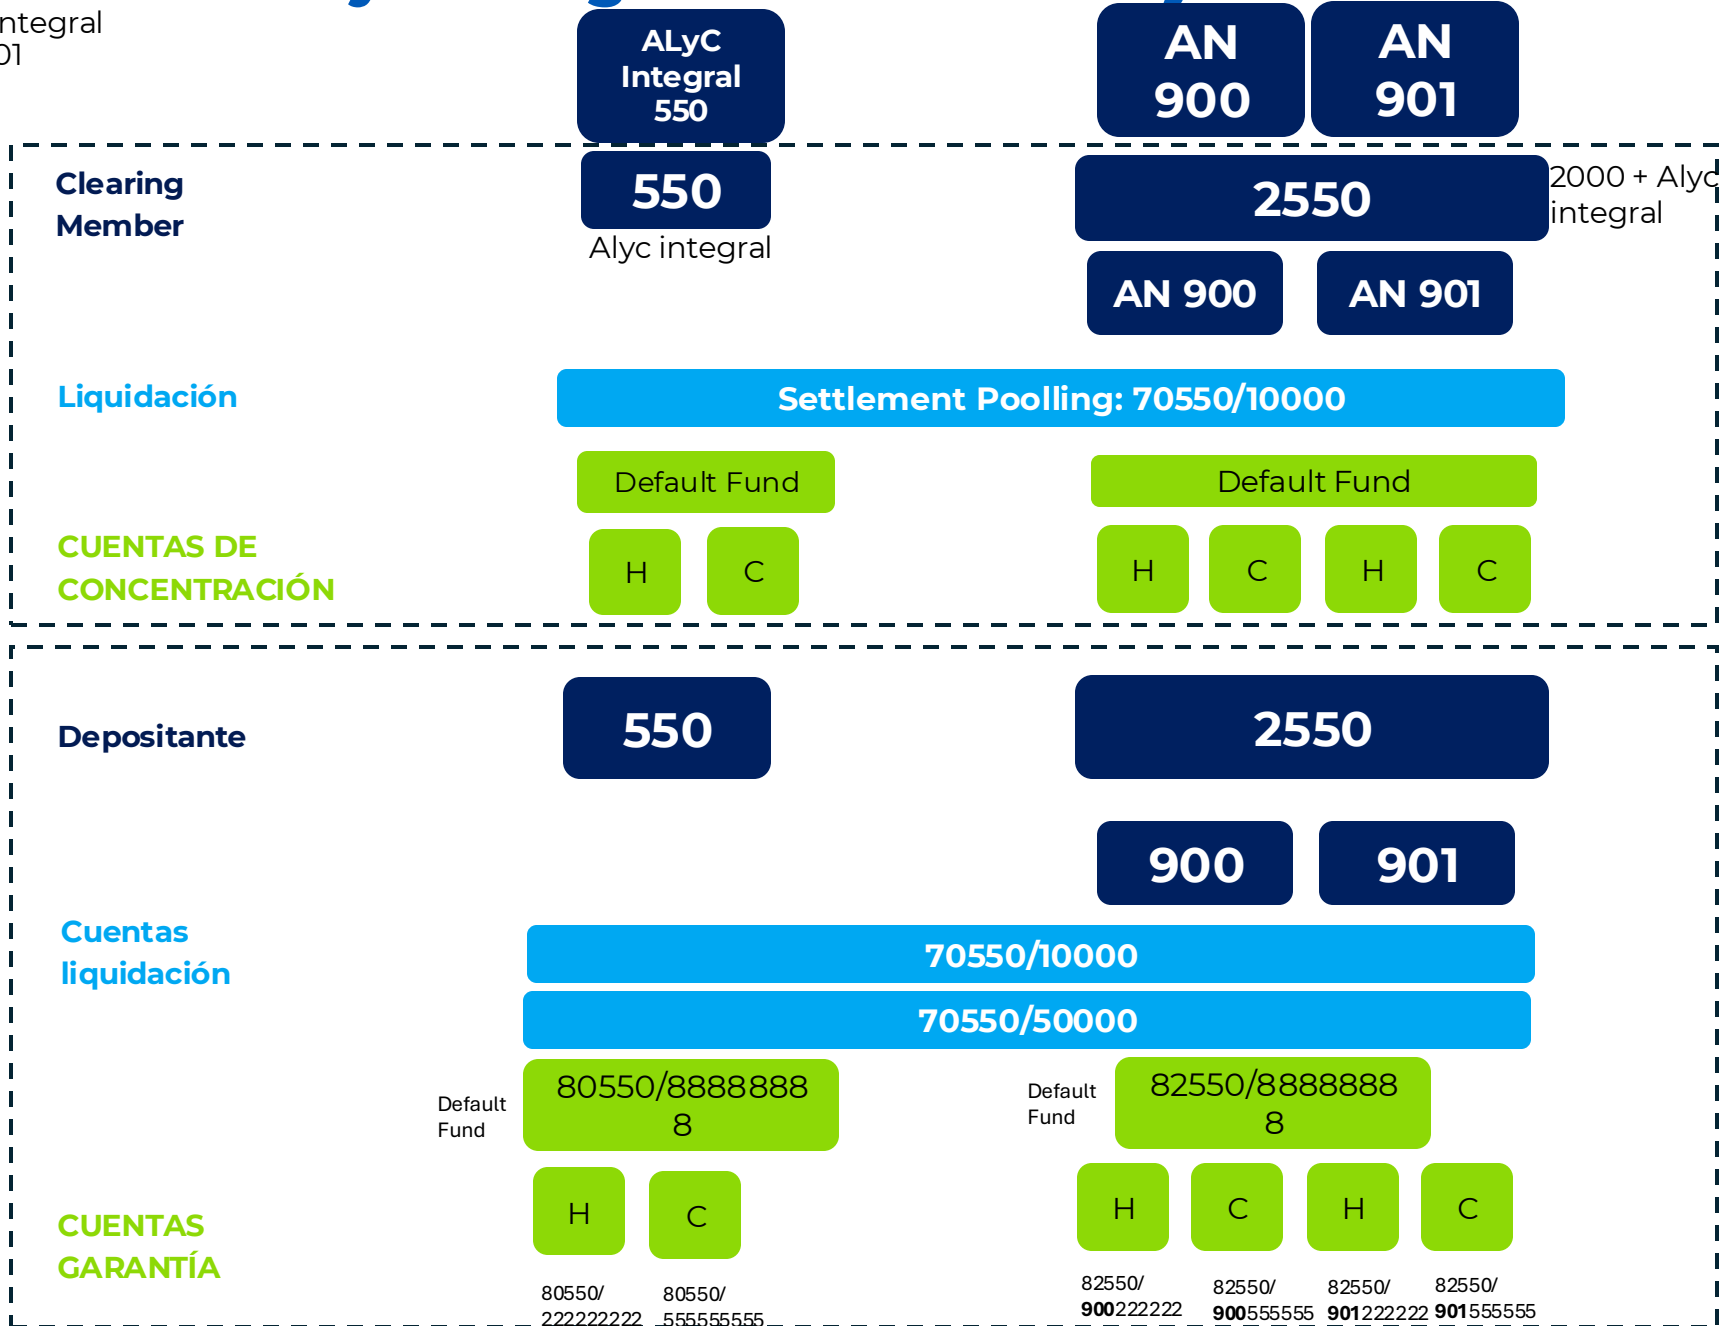 ntegral
01
ALyC
Integral
550
AN
900
AN
901
Clearing
Member
550
Alyc integral
2550
2000 + Alyc
integral
AN 900
AN 901
Liquidación
Settlement Poolling: 70550/10000
Default Fund
Default Fund
CUENTAS DE
CONCENTRACIÓN
H
C
H
C
H
C
Depositante
550
2550
900
901
Cuentas
liquidación
70550/10000
70550/50000
Default
Fund
80550/8888888
8
Default
Fund
82550/8888888
8
CUENTAS
GARANTÍA
H
C
H
C
H
C
80550/
222222222
80550/
555555555
82550/
900222222
82550/
900555555
82550/
901222222
82550/
901555555